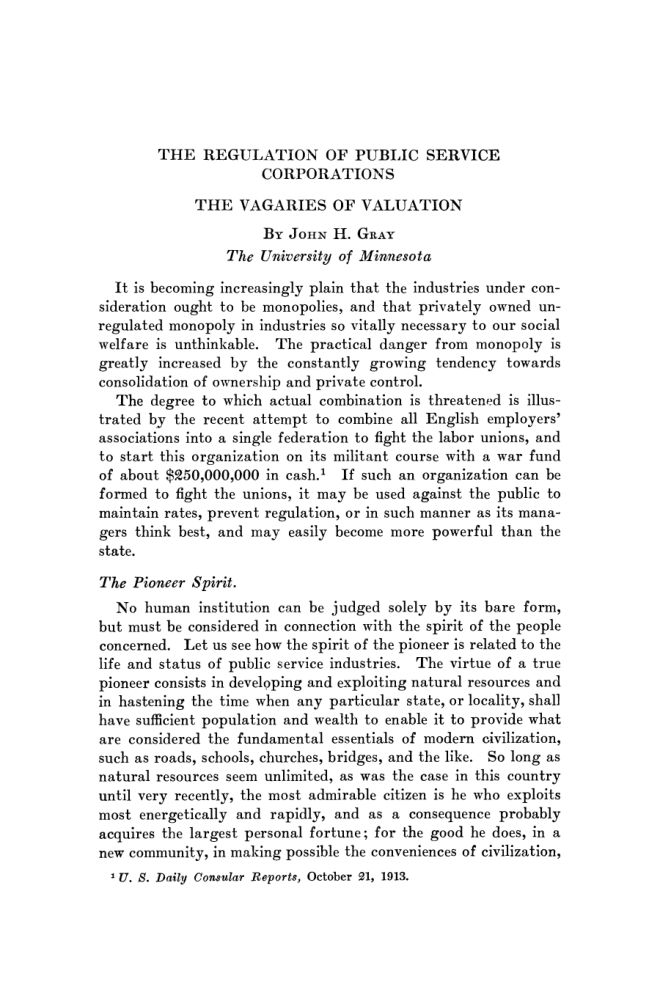 THE REGULATION OF PUBLIC SERVICE
CORPORATIONS
THE VAGARIES OF VALUATION
BY JOHN H. GRAY
The University of Minnesota
It is becoming increasingly plain that the industries under con-
sideration ought to be monopolies, and that privately owned un-
regulated monopoly in industries so vitally necessary to our social
welfare is unthinkable. The practical danger from monopoly is
greatly increased by the constantly growing tendency towards
consolidation of ownership and private control.
The degree to which actual combination is threatened is illus-
trated by the recent attempt to combine all English employers'
associations into a single federation to fight the labor unions, and
to start this organization on its militant course with a war fund
of about $250,000,000 in cash.¹ If such an organization can be
formed to fight the unions, it may be used against the public to
maintain rates, prevent regulation, or in such manner as its mana-
gers think best, and may easily become more powerful than the
state.
The Pioneer Spirit.
No human institution can be judged solely by its bare form,
but must be considered in connection with the spirit of the people
concerned. Let us see how the spirit of the pioneer is related to the
life and status of public service industries. The virtue of a true
pioneer consists in developing and exploiting natural resources and
in hastening the time when any particular state, or locality, shall
have sufficient population and wealth to enable it to provide what
are considered the fundamental essentials of modern civilization,
such as roads, schools, churches, bridges, and the like. So long as
natural resources seem unlimited, as was the case in this country
until very recently, the most admirable citizen is he who exploits
most energetically and rapidly, and as a consequence probably
acquires the largest personal fortune; for the good he does, in a
new community, in making possible the conveniences of civilization,
¹ U. S. Daily Consular Reports, October 21, 1913.